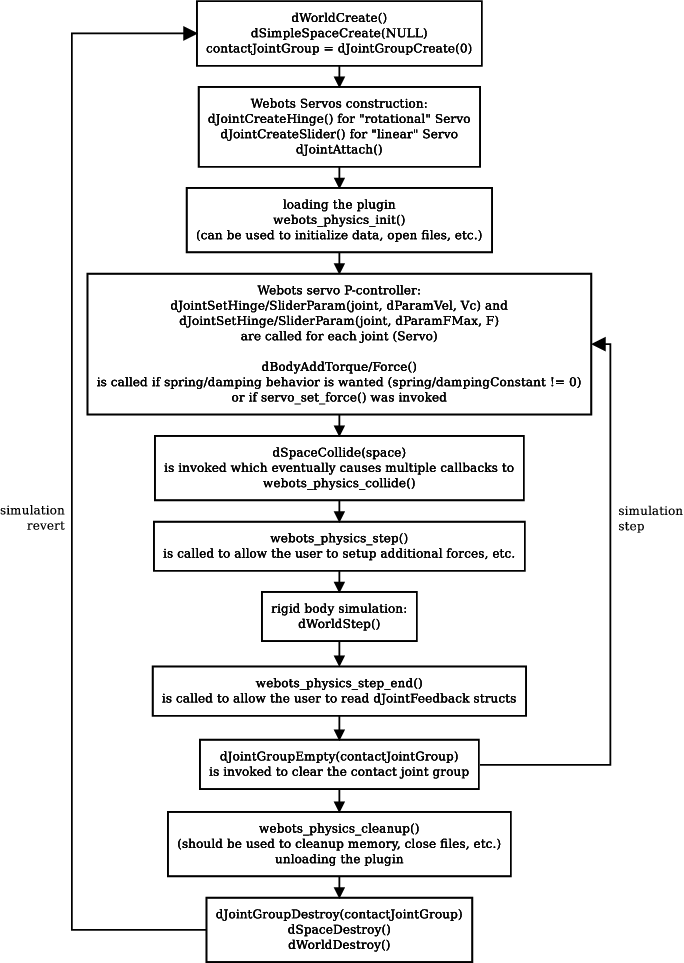 dWorldCreate()
dSimpleSpaceCreate(NULL)
contactJointGroup = dJointGroupCreate(0)
Webots Servos construction:
dJointCreateHinge() for "rotational" Servo
dJointCreateSlider() for "linear" Servo
dJointAttach()
loading the plugin
webots_physics_init()
(can be used to initialize data, open files, etc.)
Webots servo P-controller:
dJointSetHinge/SliderParam(joint, dParamVel, Vc) and
dJointSetHinge/SliderParam(joint, dParamFMax, F)
are called for each joint (Servo)
dBodyAddTorque/Force()
is called if spring/damping behavior is wanted (spring/dampingConstant != 0)
or if servo_set_force() was invoked
dSpaceCollide(space)
is invoked which eventually causes multiple callbacks to
webots_physics_collide()
simulation
revert
simulation
step
webots_physics_step()
is called to allow the user to setup additional forces, etc.
rigid body simulation:
dWorldStep()
webots_physics_step_end()
is called to allow the user to read dJointFeedback structs
dJointGroupEmpty(contactJointGroup)
is invoked to clear the contact joint group
webots_physics_cleanup()
(should be used to cleanup memory, close files, etc.)
unloading the plugin
dJointGroupDestroy(contactJointGroup)
dSpaceDestroy()
dWorldDestroy()